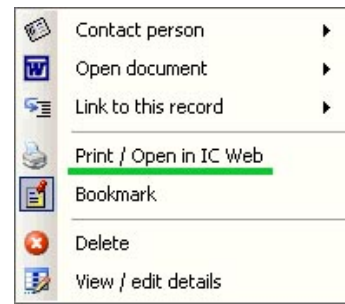 Contact person
Open document
Link to this record
Print / Open in IC Web
Bookmark
Delete
View / edit details